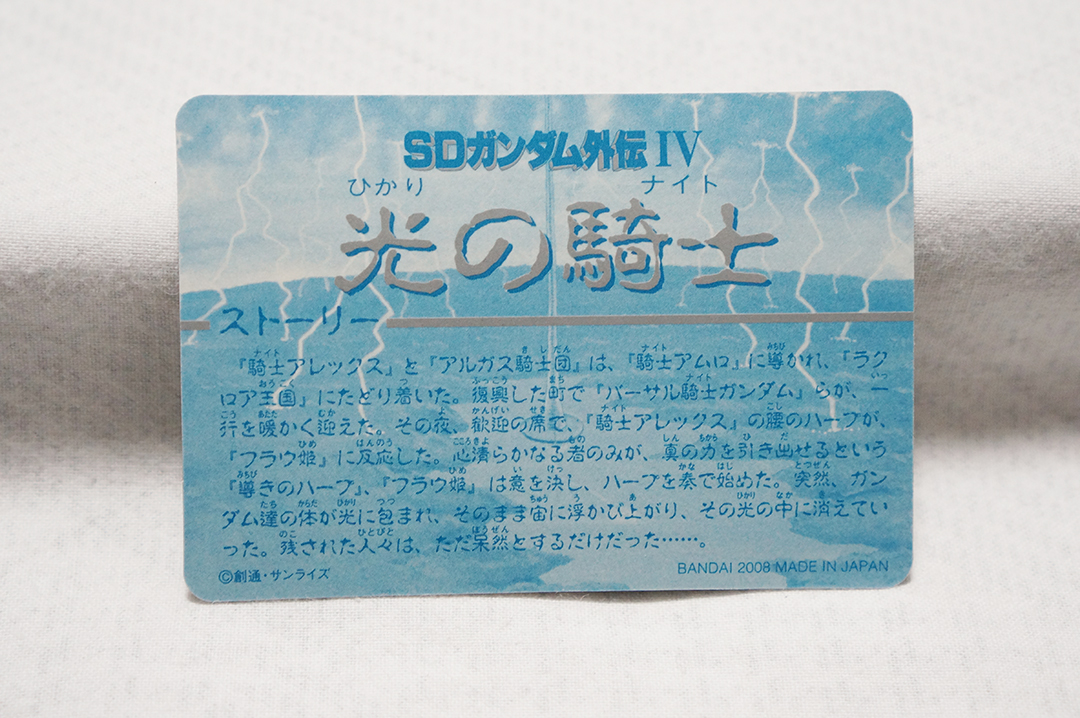 SDガンダム外伝 IV
ひかり ナイト
光の騎士
ストーリー
『騎士アレックス』と『アルガス騎士団』は、『騎士アムロ』に導かれ、『ラク
ロア王国』にたどり着いた。復興した町で『バーサル騎士ガンダム』らが、一
行を暖かく迎えた。その夜、歓迎の席で、『騎士アレックス』の腰のハープが、
『フラウ姫』に反応した。心清らかなる者のみが、真の力を引き出せるという
『導きのハープ』、『フラウ姫』は意を決し、ハープを奏で始めた。突然、ガン
ダム達の体が光に包まれ、そのまま宙に浮かび上がり、その光の中に消えてい
った。残された人々は、ただ呆然とするだけだった……。
©創通・サンライズ
BANDAI 2008 MADE IN JAPAN